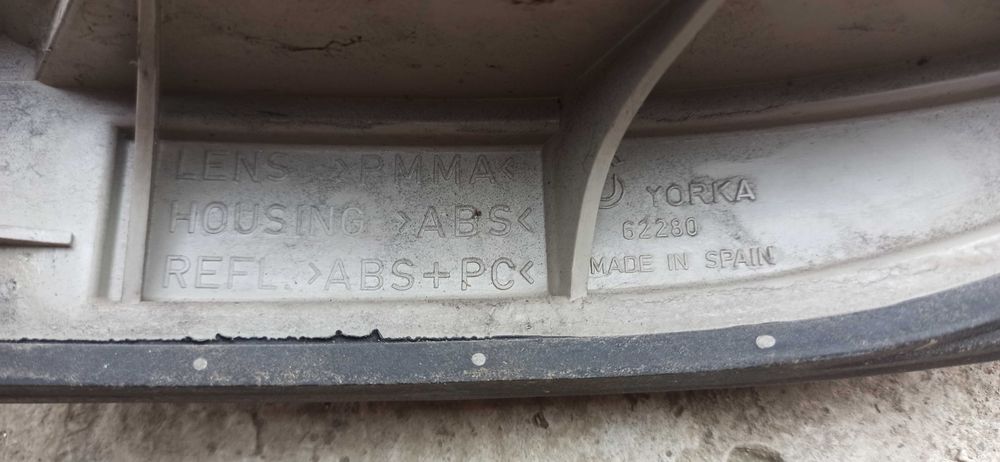 LENS >PMMA<
HOUSING >ABS<
REFL. >ABS+PC<
YORKA
62280
MADE IN SPAIN